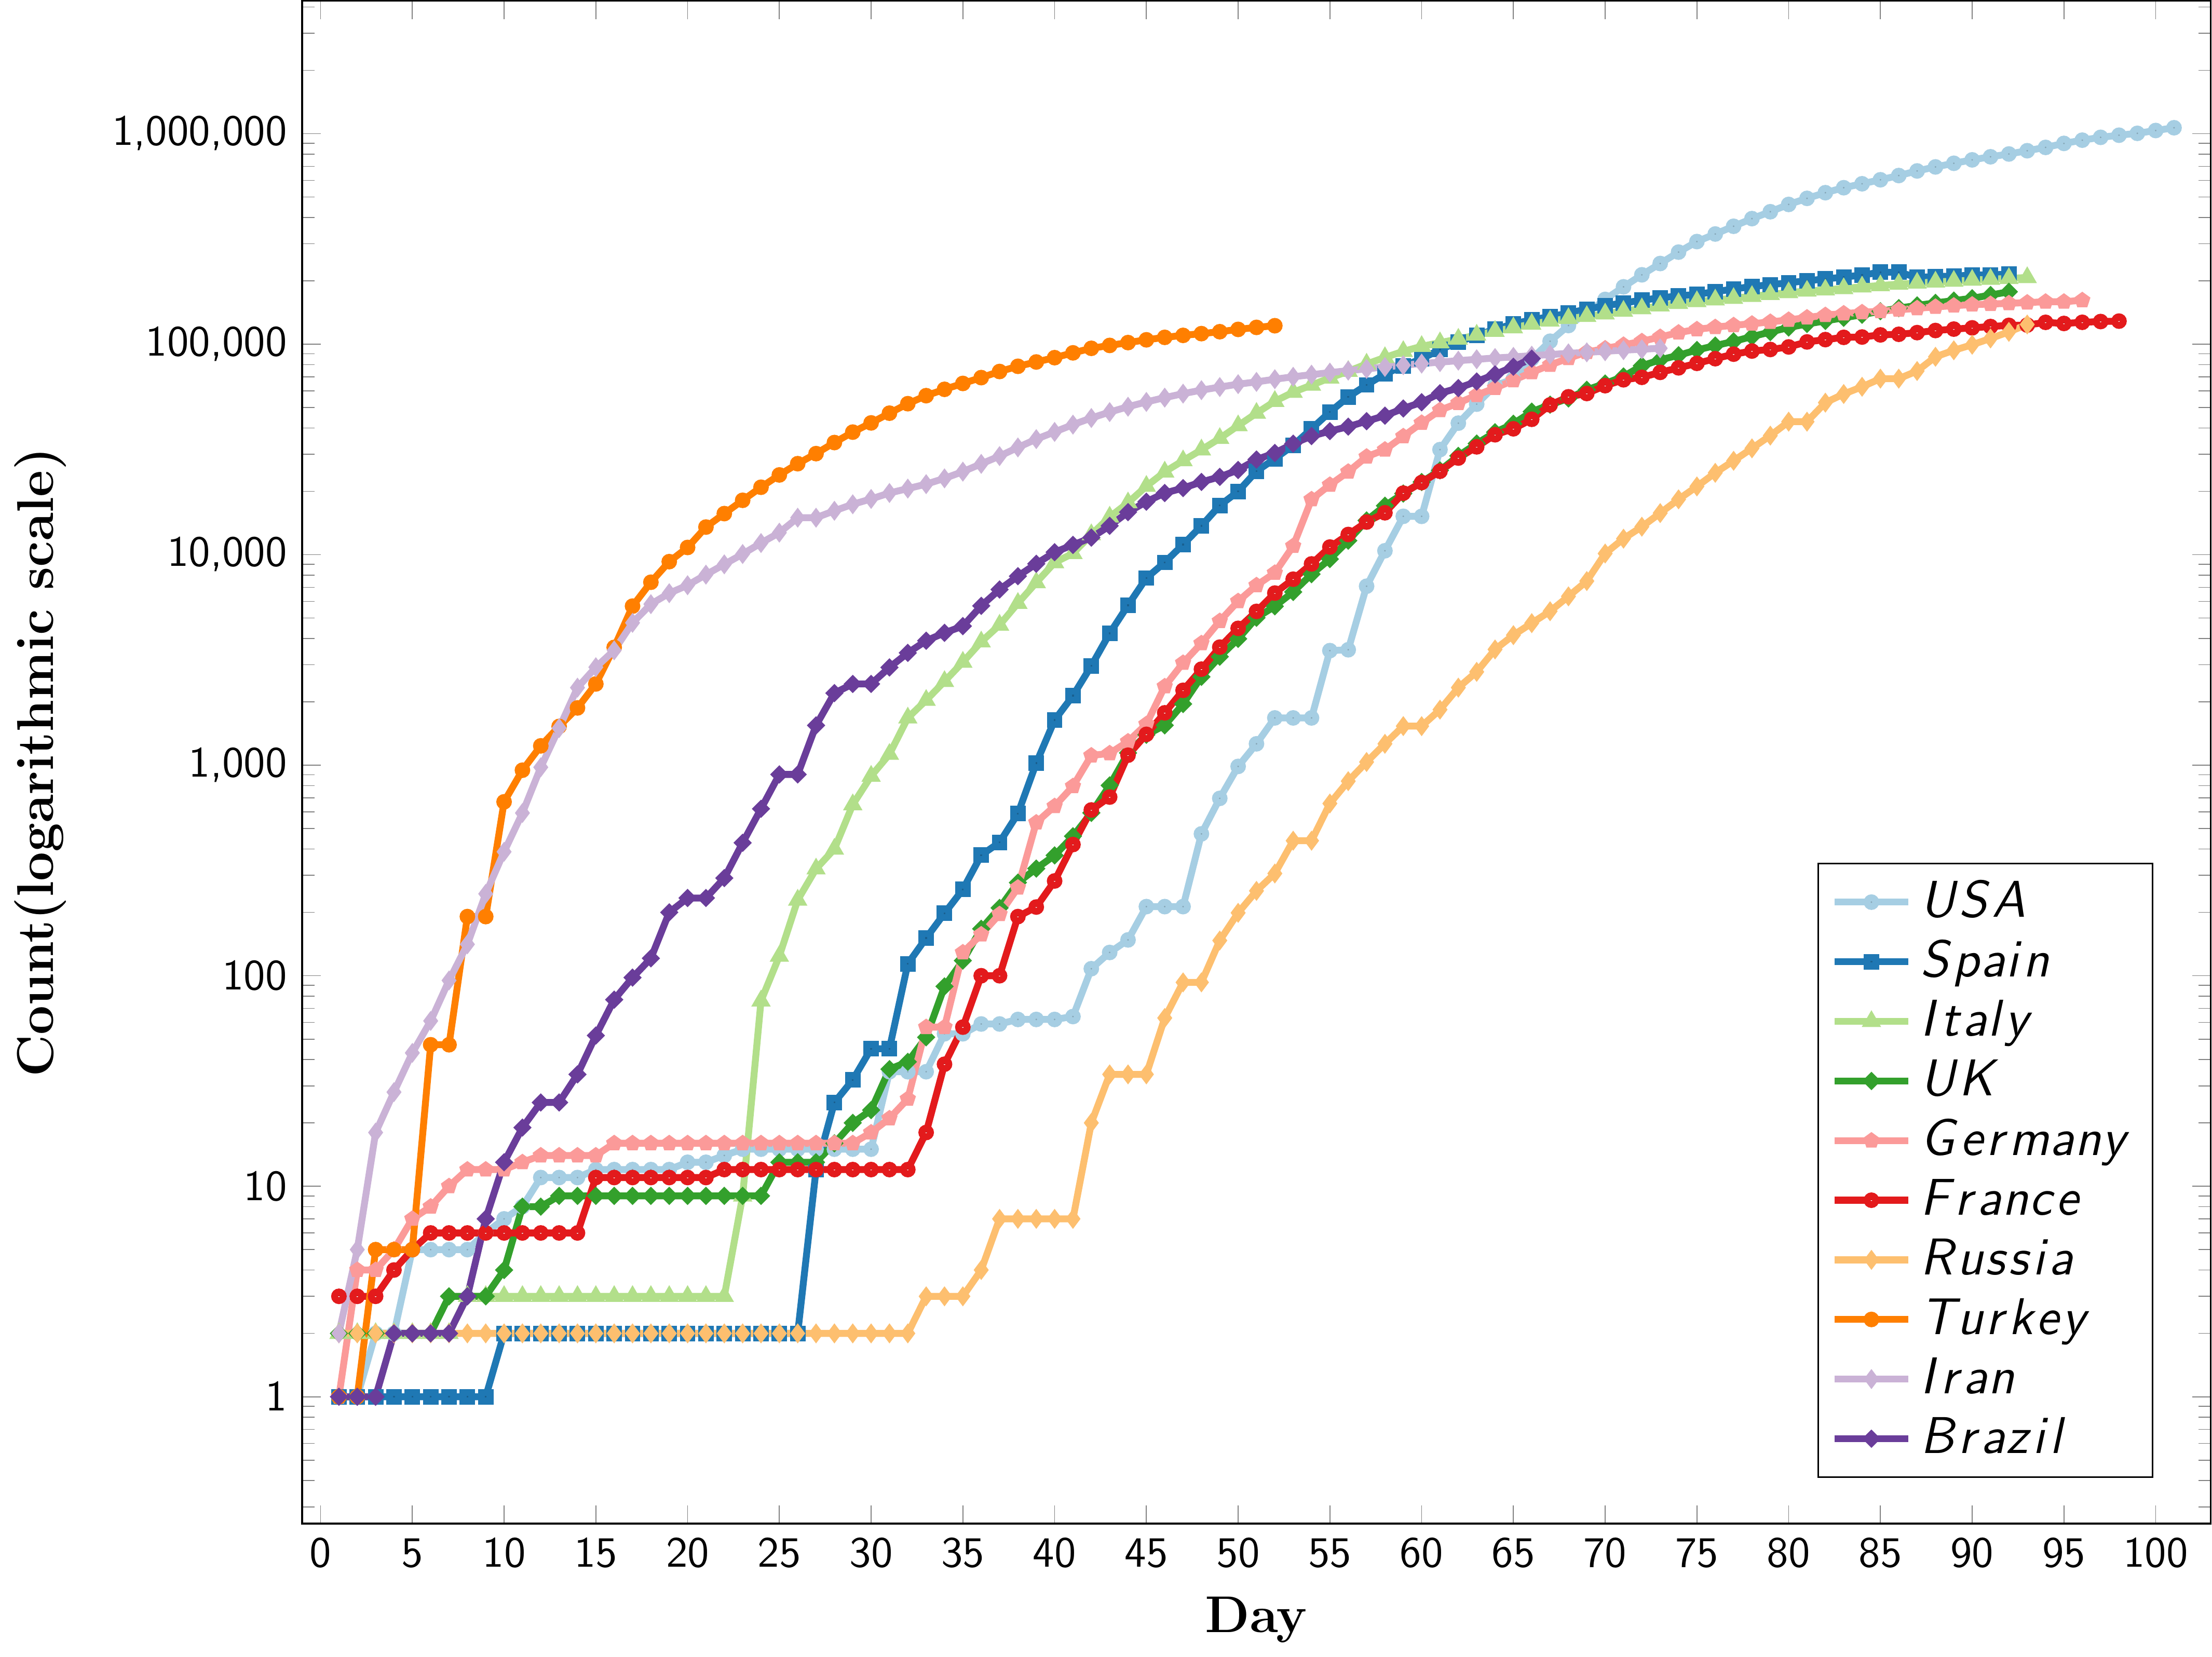 Count(logarithmic scale)
1,000,000
100,000
10,000
1,000
100
10
1
0 5 10 15 20 25 30 35 40 45 50 55 60 65 70 75 80 85 90 95 100
Day
USA
Spain
Italy
UK
Germany
France
Russia
Turkey
Iran
Brazil